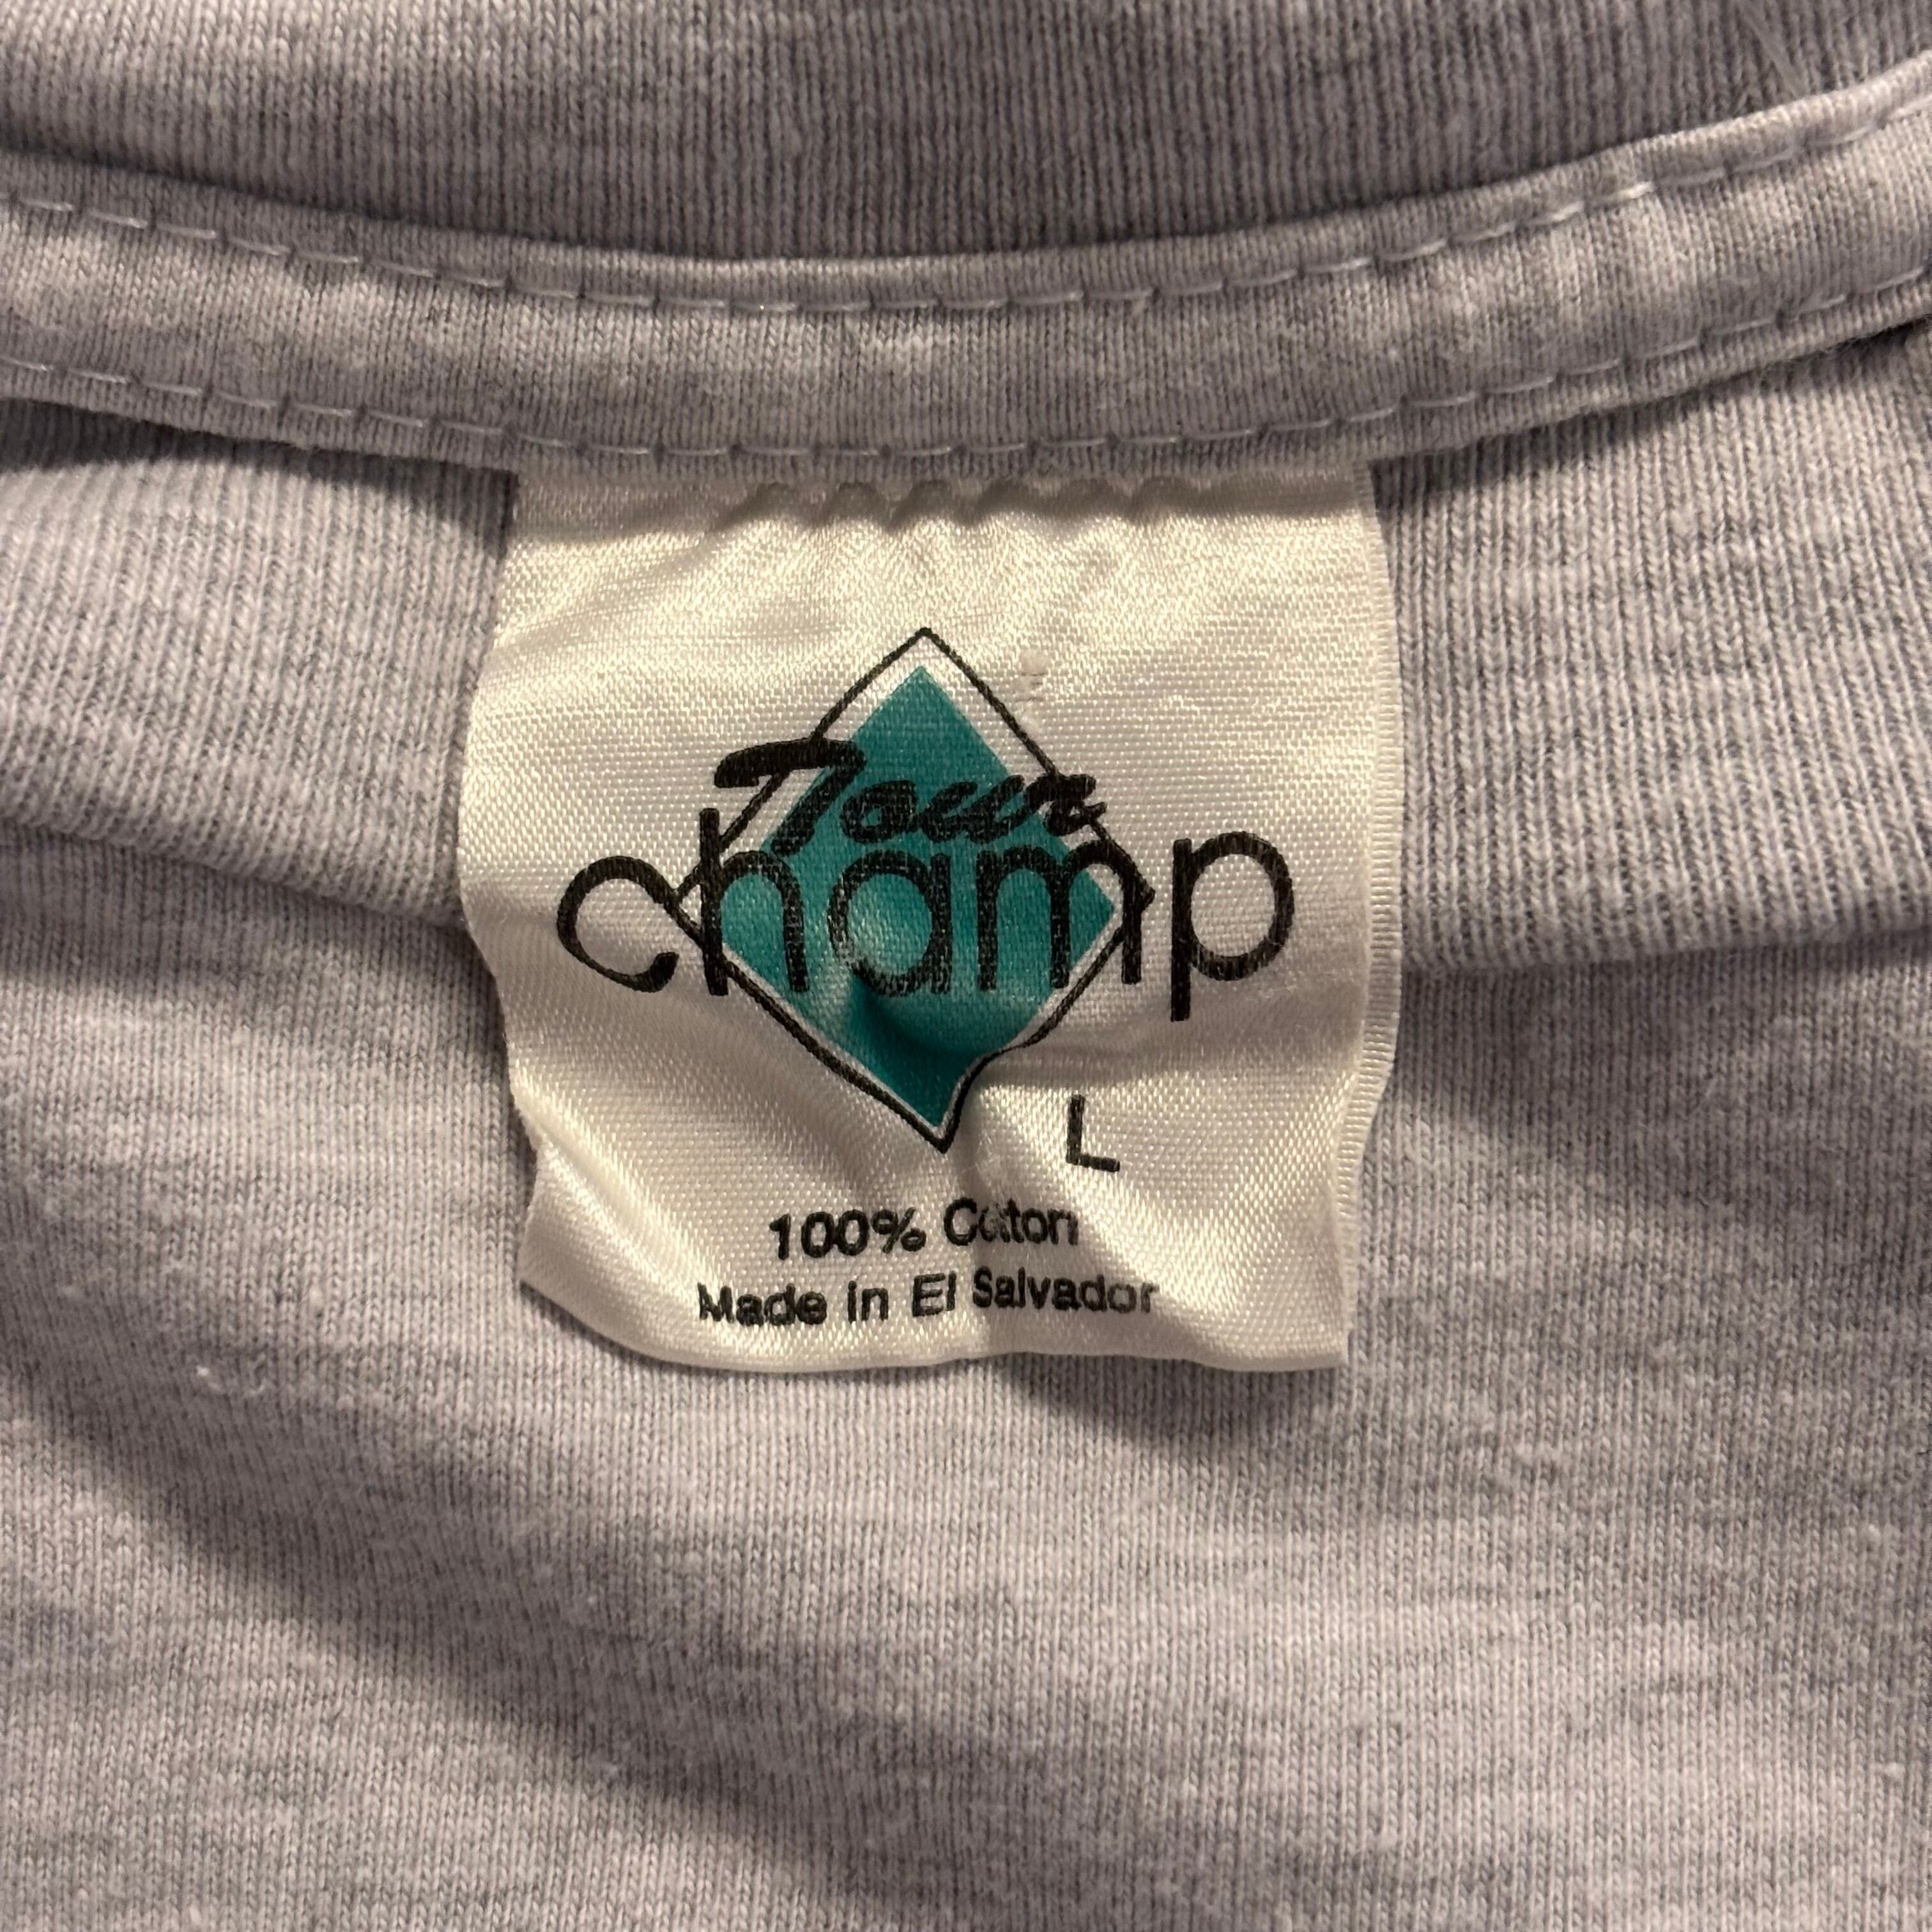 Tour
champ
L
100% Cotton
Made in El Salvador